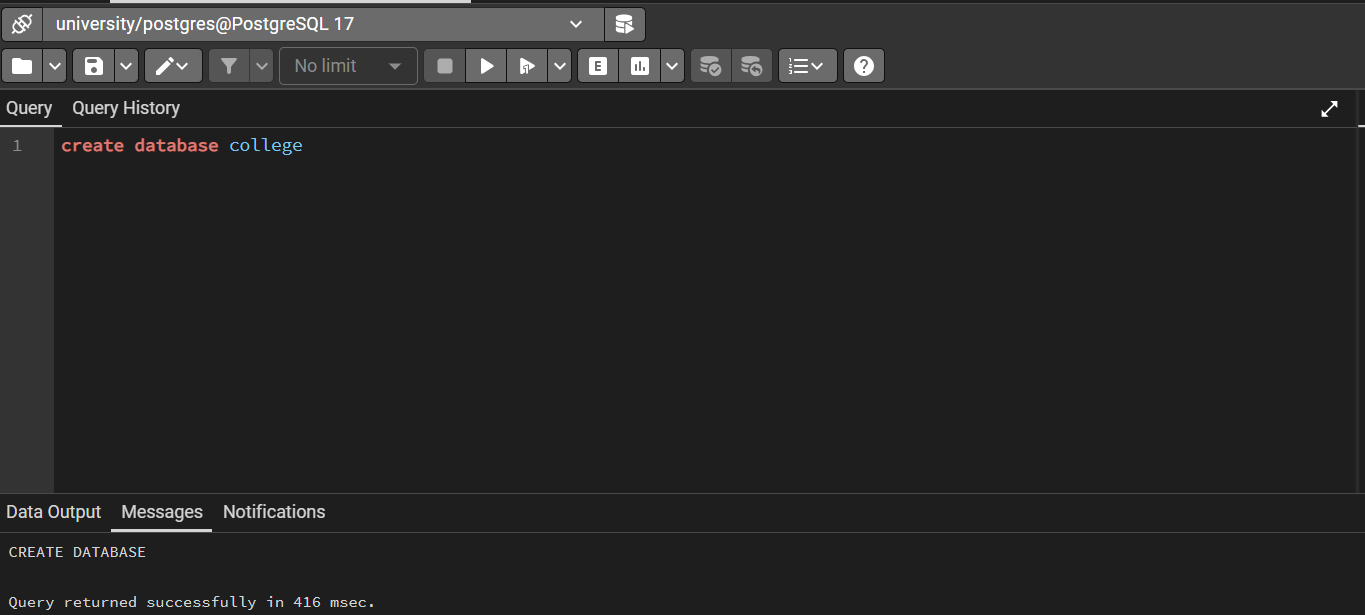 university/postgres@PostgreSQL 17
No limit
E
Query Query History
1 create database college
Data Output Messages Notifications
CREATE DATABASE
Query returned successfully in 416 msec.